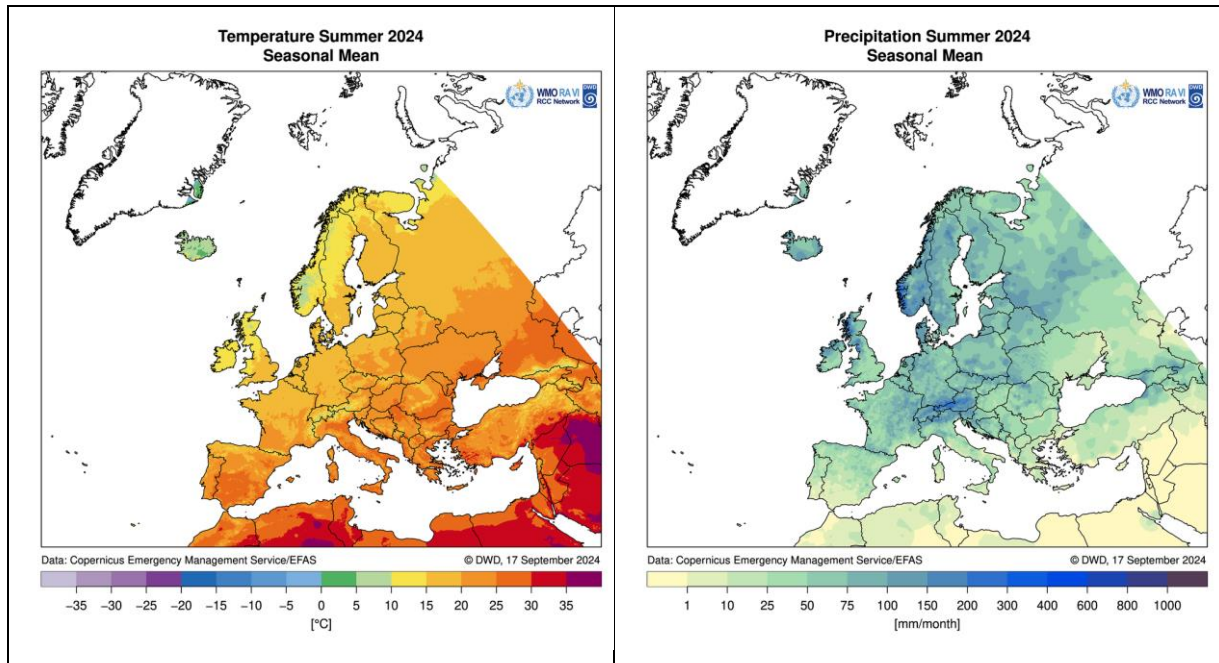 Temperature Summer 2024
Seasonal Mean
WMO RA VI
RCC Network
DWD
Data: Copernicus Emergency Management Service/EFAS
© DWD, 17 September 2024
−35 −30 −25 −20 −15 −10 −5 0 5 10 15 20 25 30 35
[°C]
Precipitation Summer 2024
Seasonal Mean
WMO RA VI
RCC Network
DWD
Data: Copernicus Emergency Management Service/EFAS
© DWD, 17 September 2024
1 10 25 50 75 100 150 200 300 400 600 800 1000
[mm/month]